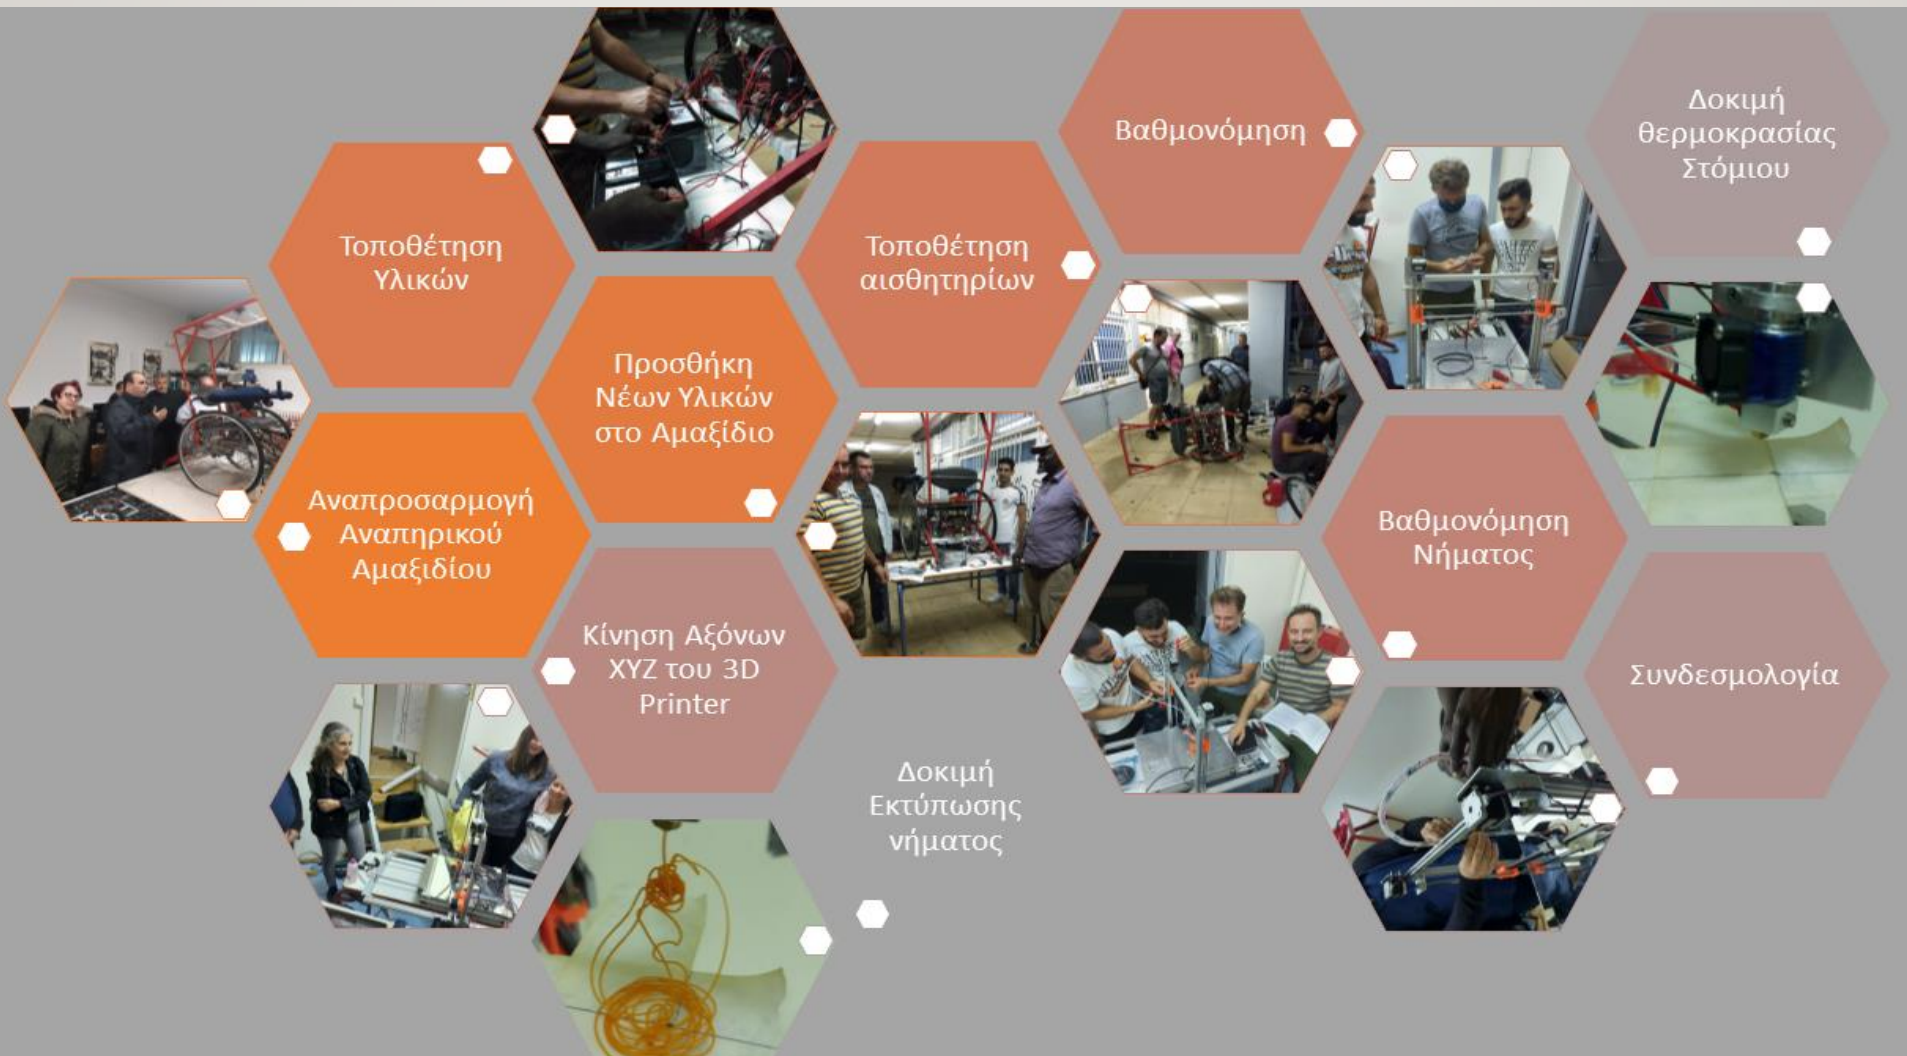 Τοποθέτηση
Υλικών
Αναπροσαρμογή
Αναπηρικού
Αμαξιδίου
Προσθήκη
Νέων Υλικών
στο Αμαξίδιο
Κίνηση Αξόνων
XYZ του 3D
Printer
Τοποθέτηση
αισθητηρίων
Δοκιμή
Εκτύπωσης
νήματος
Βαθμονόμηση
Βαθμονόμηση
Νήματος
Δοκιμή
θερμοκρασίας
Στόμιου
Συνδεσμολογία